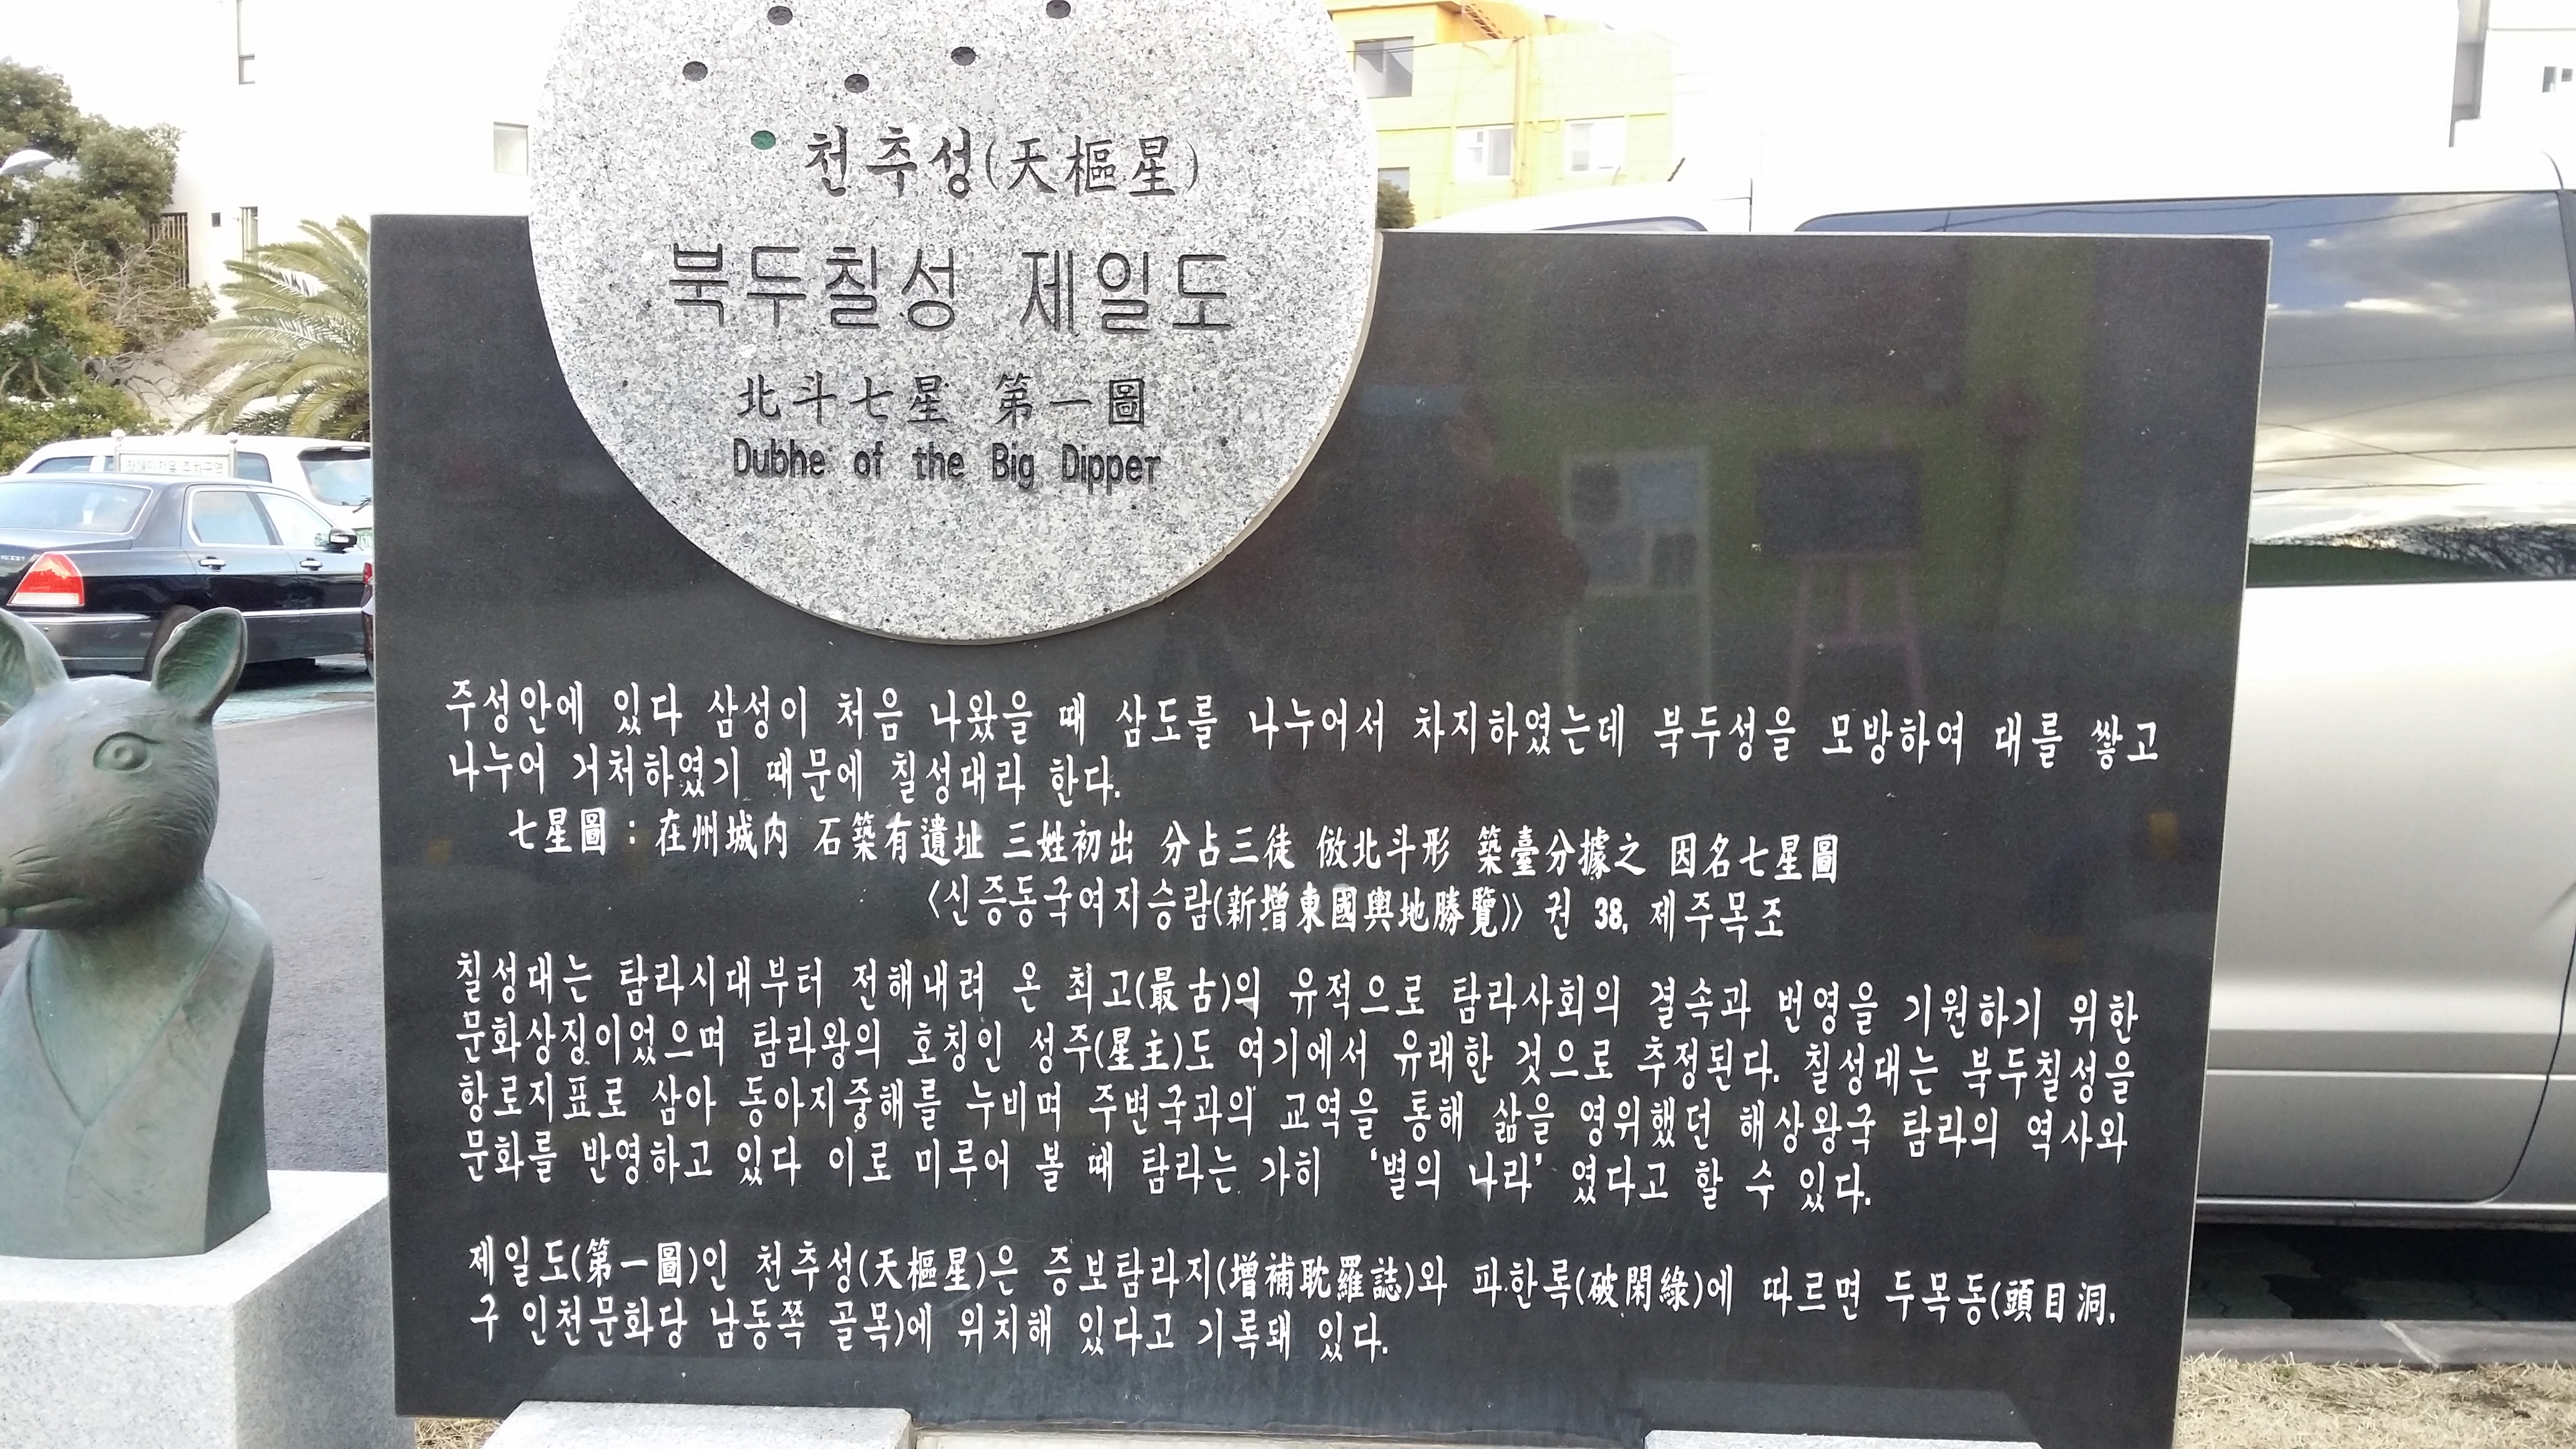 천추성(天樞星)
북두칠성 제일도
北斗七星 第一圖
Dubhe of the Big Dipper
주성안에 있다 삼성이 처음 나왔을 때 삼도를 나누어서 차지하였는데 북두성을 모방하여 대를 쌓고
나누어 거처하였기 때문에 칠성대라 한다.
七星圖 : 在州城內 石築有遺址 三姓初出 分占三徒 倣北斗形 築臺分據之 因名七星圖
〈신증동국여지승람(新增東國輿地勝覽)〉 권 38, 제주목조
칠성대는 탐라시대부터 전해내려 온 최고(最古)의 유적으로 탐라사회의 결속과 번영을 기원하기 위한
문화상징이었으며 탐라왕의 호칭인 성주(星主)도 여기에서 유래한 것으로 추정된다. 칠성대는 북두칠성을
항로지표로 삼아 동아지중해를 누비며 주변국과의 교역을 통해 삶을 영위했던 해상왕국 탐라의 역사와
문화를 반영하고 있다 이로 미루어 볼 때 탐라는 가히 '별의 나라' 였다고 할 수 있다.
제일도(第一圖)인 천추성(天樞星)은 증보탐라지(增補耽羅誌)와 파한록(破閑綠)에 따르면 두목동(頭目洞,
구 인천문화당 남동쪽 골목)에 위치해 있다고 기록돼 있다.